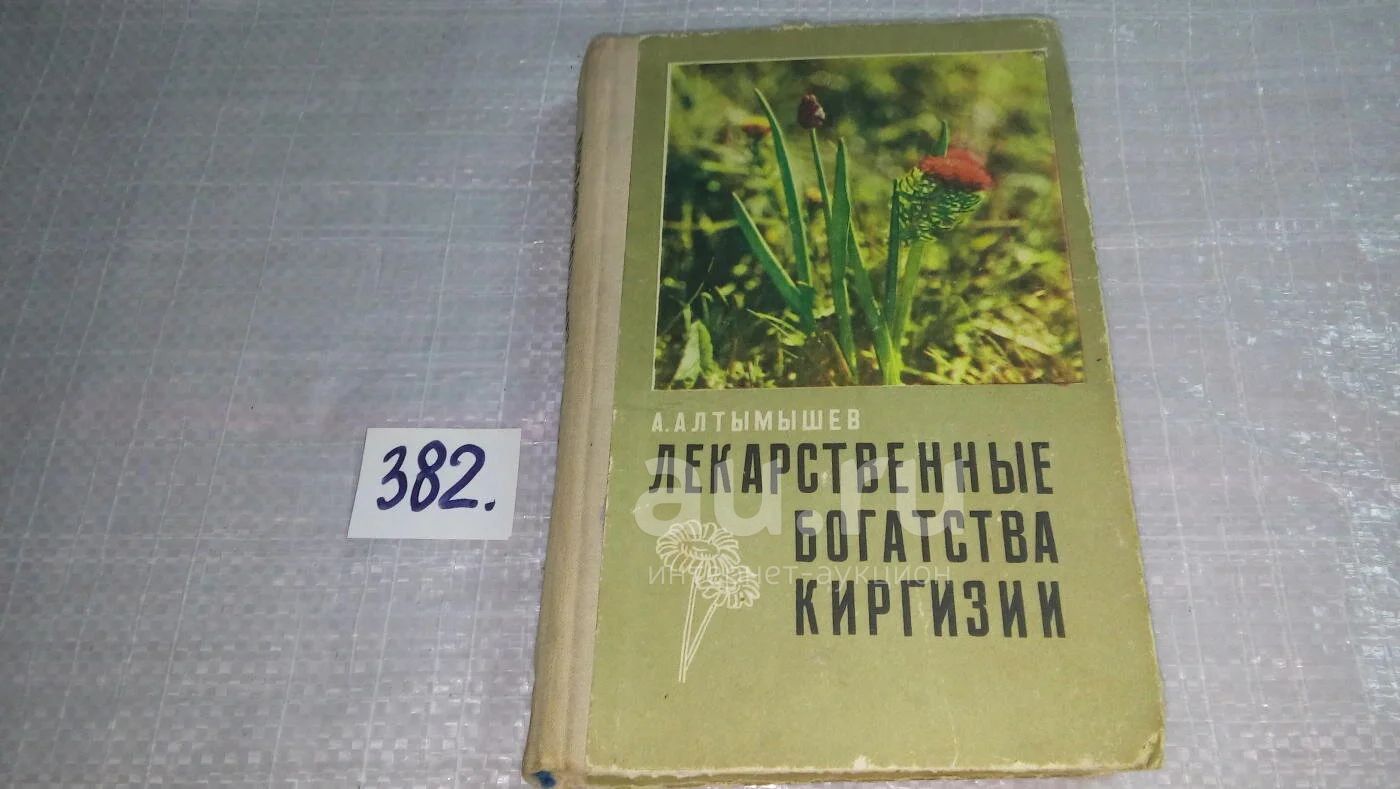 382.
А. АЛТЫМЫШЕВ
ЛЕКАРСТВЕННЫЕ
БОГАТСТВА
КИРГИЗИИ
au.ru
интернет-аукцион